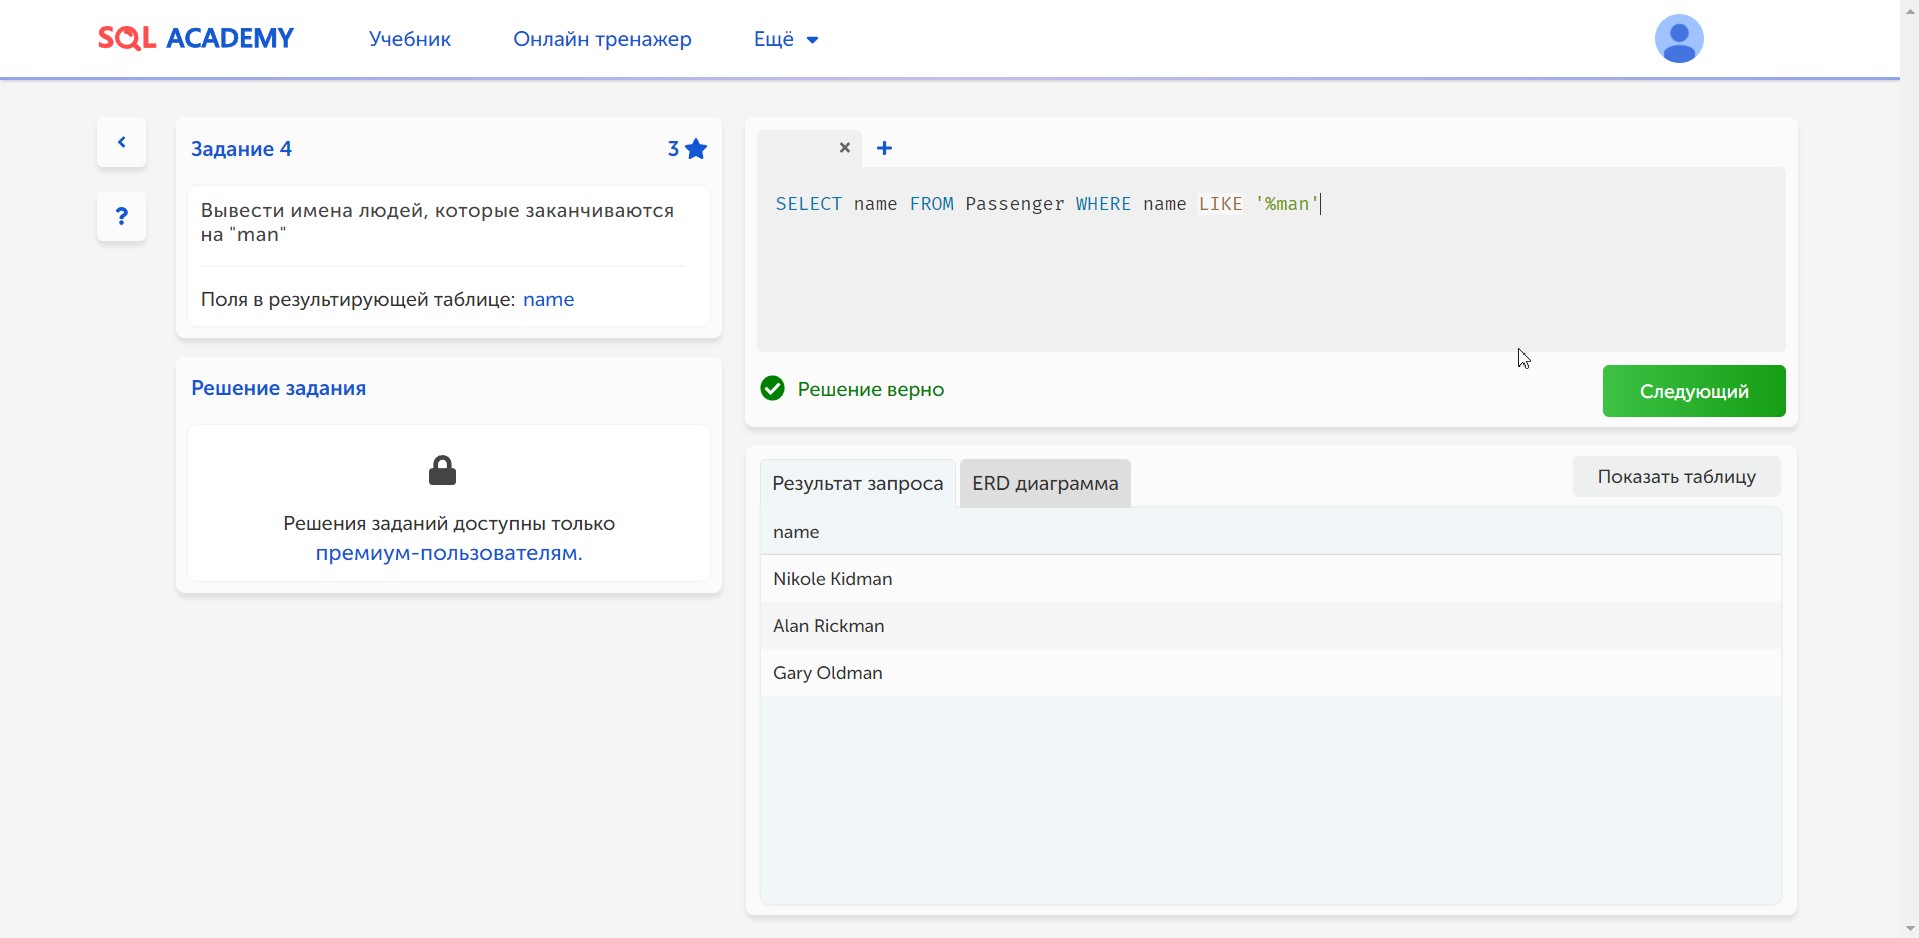 SQL ACADEMY
Учебник
Онлайн тренажер
Ещё
Задание 4
3
Вывести имена людей, которые заканчиваются
на "man"
Поля в результирующей таблице: name
Решение задания
Решения заданий доступны только
премиум-пользователям.
SELECT name FROM Passenger WHERE name LIKE '%man'
Решение верно
Следующий
Результат запроса
ERD диаграмма
Показать таблицу
name
Nikole Kidman
Alan Rickman
Gary Oldman